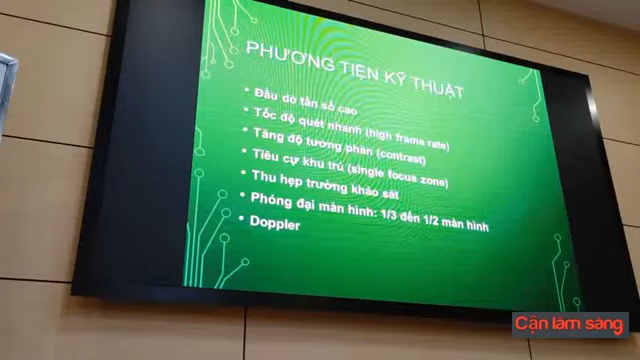 PHƯƠNG TIỆN KỸ THUẬT
• Đầu dò tần số cao
• Tốc độ quét nhanh (high frame rate)
• Tăng độ tương phản (contrast)
• Tiêu cự khu trú (single focus zone)
• Thu hẹp trường khảo sát
• Phóng đại màn hình: 1/3 đến 1/2 màn hình
• Doppler
Cận lâm sàng